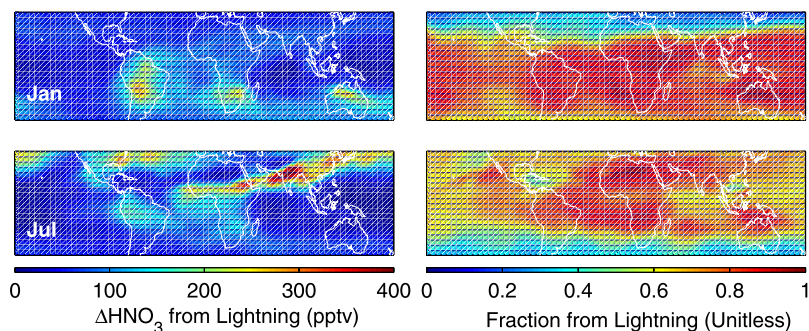 Jan
Jul
0 100 200 300 400
ΔHNO₃ from Lightning (pptv)
0 0.2 0.4 0.6 0.8 1
Fraction from Lightning (Unitless)